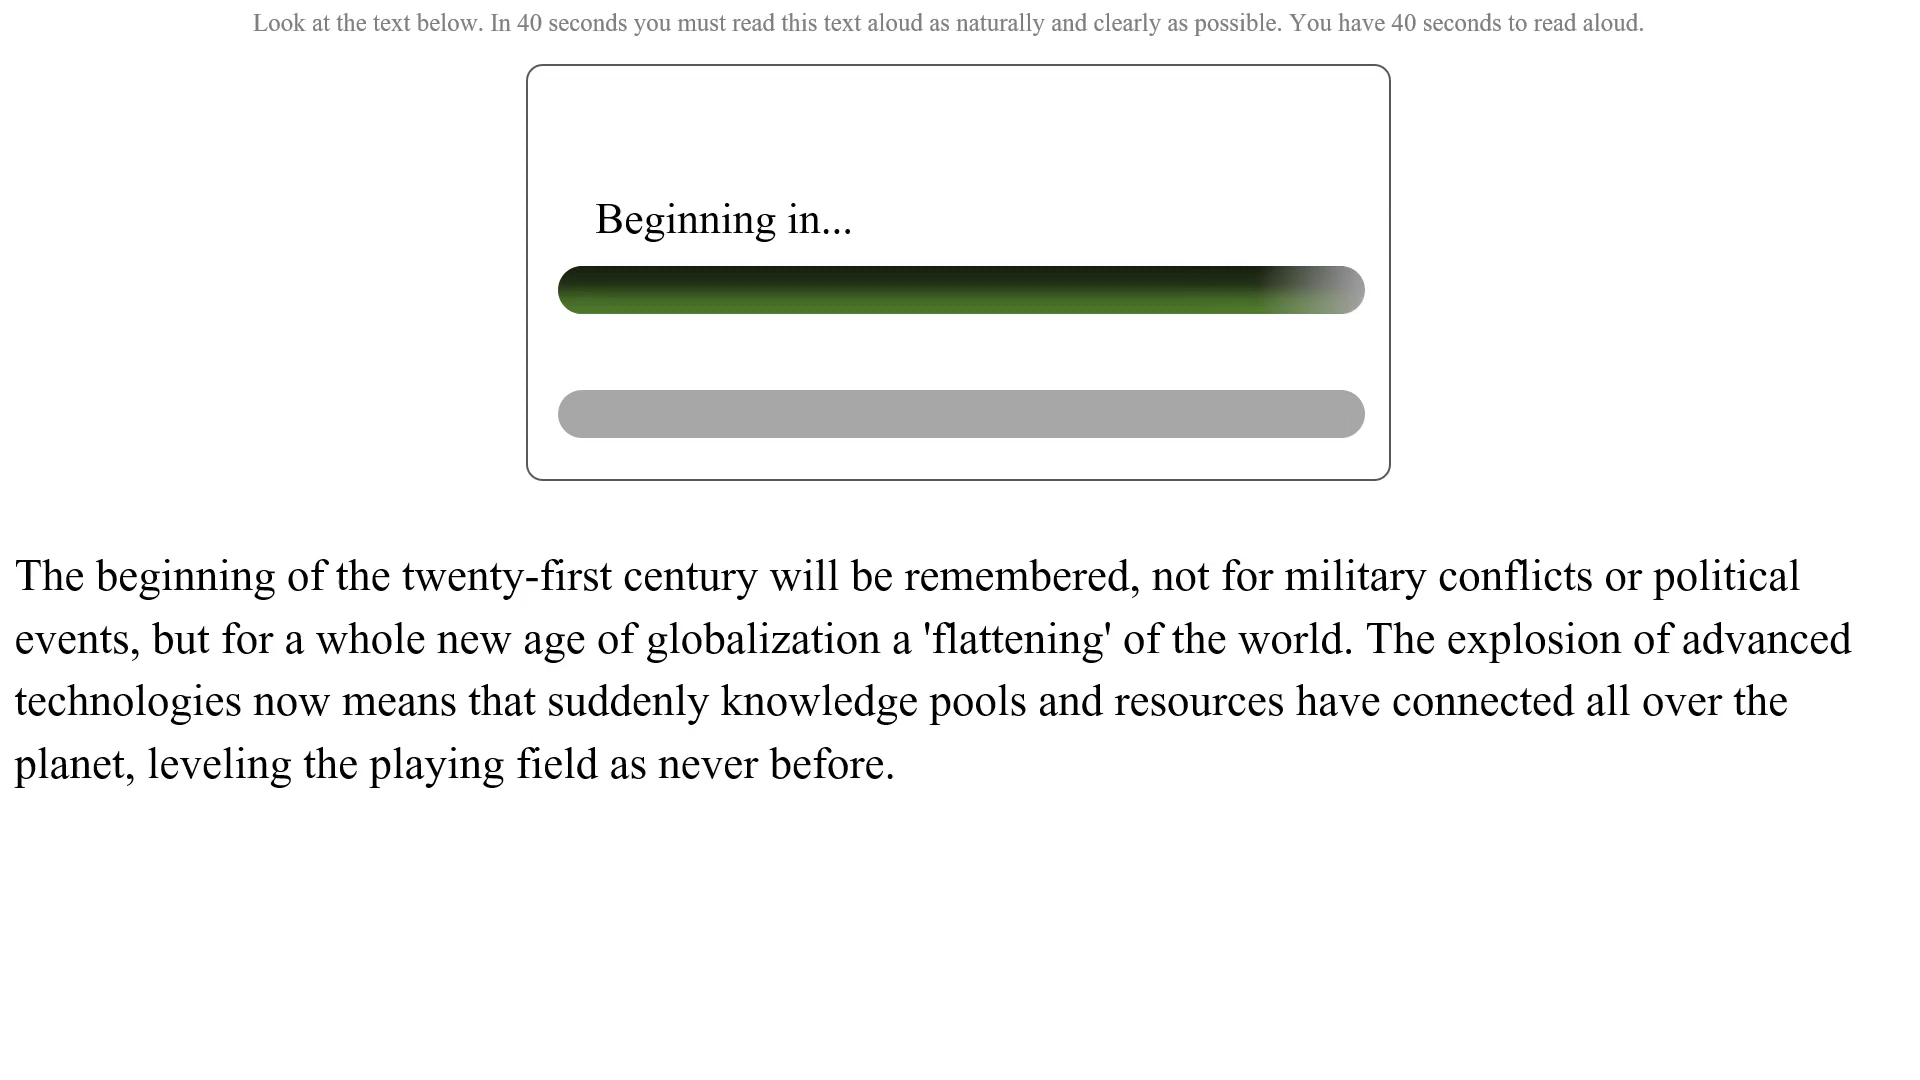 Look at the text below. In 40 seconds you must read this text aloud as naturally and clearly as possible. You have 40 seconds to read aloud.
Beginning in...
The beginning of the twenty-first century will be remembered, not for military conflicts or political
events, but for a whole new age of globalization a 'flattening' of the world. The explosion of advanced
technologies now means that suddenly knowledge pools and resources have connected all over the
planet, leveling the playing field as never before.